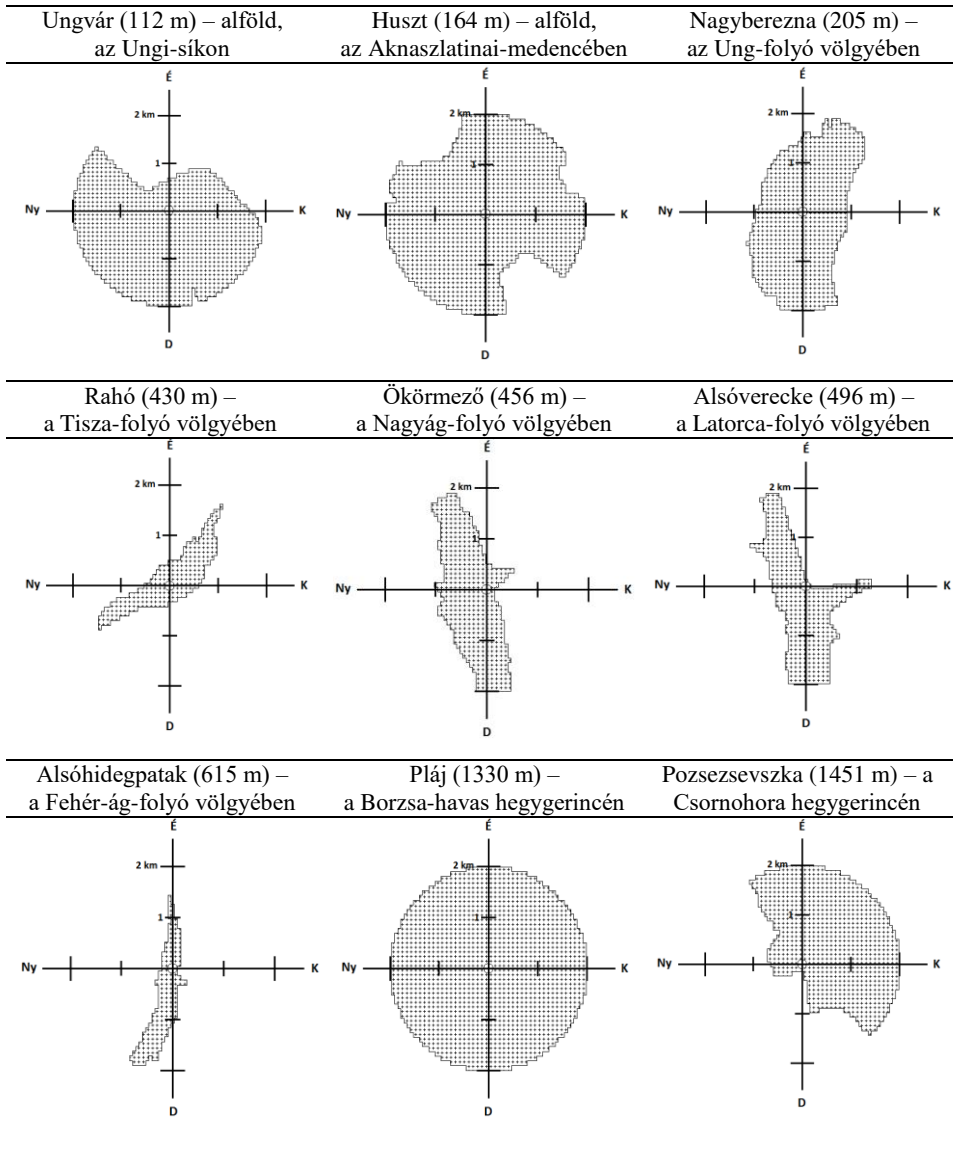 Ungvár (112 m) – alföld,
az Ungi-síkon
Huszt (164 m) – alföld,
az Aknaszlatinai-medencében
Nagyberezna (205 m) –
az Ung-folyó völgyében
É
2 km
1
Ny
K
D
É
2 km
1
Ny
K
D
É
2 km
1
Ny
K
D
Rahó (430 m) –
a Tisza-folyó völgyében
Ökörmező (456 m) –
a Nagyág-folyó völgyében
Alsóverecke (496 m) –
a Latorca-folyó völgyében
É
2 km
1
Ny
K
D
É
2 km
1
Ny
K
D
É
2 km
1
Ny
K
D
Alsóhidegpatak (615 m) –
a Fehér-ág-folyó völgyében
Pláj (1330 m) –
a Borzsa-havas hegygerincén
Pozsezsevszka (1451 m) – a
Csornohora hegygerincén
É
2 km
1
Ny
K
D
É
2 km
1
Ny
K
D
É
2 km
1
Ny
K
D